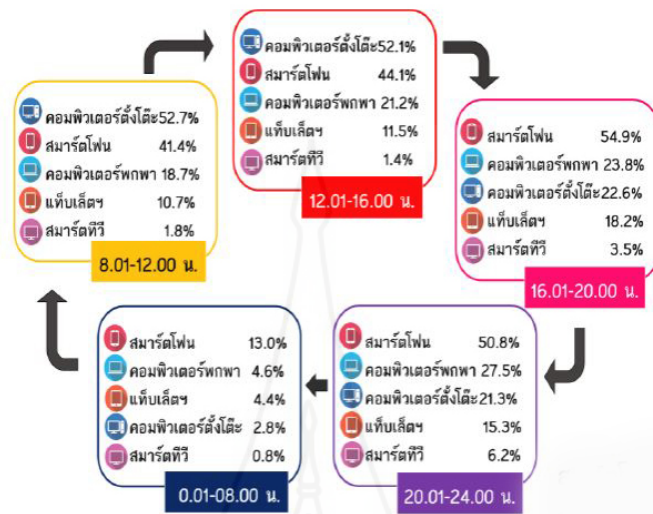 คอมพิวเตอร์ตั้งโต๊ะ52.7%
สมาร์ตโฟน 41.4%
คอมพิวเตอร์พกพา 18.7%
แท็บเล็ตฯ 10.7%
สมาร์ตทีวี 1.8%
8.01-12.00 น.
คอมพิวเตอร์ตั้งโต๊ะ52.1%
สมาร์ตโฟน 44.1%
คอมพิวเตอร์พกพา 21.2%
แท็บเล็ตฯ 11.5%
สมาร์ตทีวี 1.4%
12.01-16.00 น.
สมาร์ตโฟน 54.9%
คอมพิวเตอร์พกพา 23.8%
คอมพิวเตอร์ตั้งโต๊ะ22.6%
แท็บเล็ตฯ 18.2%
สมาร์ตทีวี 3.5%
16.01-20.00 น.
สมาร์ตโฟน 50.8%
คอมพิวเตอร์พกพา 27.5%
คอมพิวเตอร์ตั้งโต๊ะ21.3%
แท็บเล็ตฯ 15.3%
สมาร์ตทีวี 6.2%
20.01-24.00 น.
สมาร์ตโฟน 13.0%
คอมพิวเตอร์พกพา 4.6%
แท็บเล็ตฯ 4.4%
คอมพิวเตอร์ตั้งโต๊ะ 2.8%
สมาร์ตทีวี 0.8%
0.01-08.00 น.